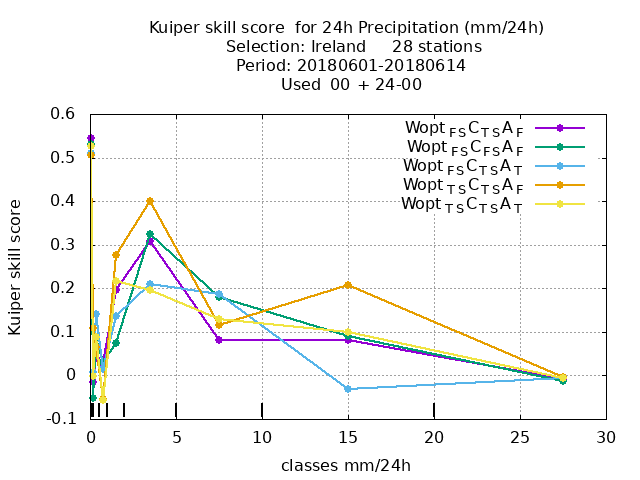 Kuiper skill score  for 24h Precipitation (mm/24h)
Selection: Ireland     28 stations
Period: 20180601-20180614
Used  00 + 24-00
Wopt FS C TS A F
Wopt FS C FS A F
Wopt FS C TS A T
Wopt TS C TS A F
Wopt TS C TS A T
Kuiper skill score
0.6
0.5
0.4
0.3
0.2
0.1
0
-0.1
0 5 10 15 20 25 30
classes mm/24h